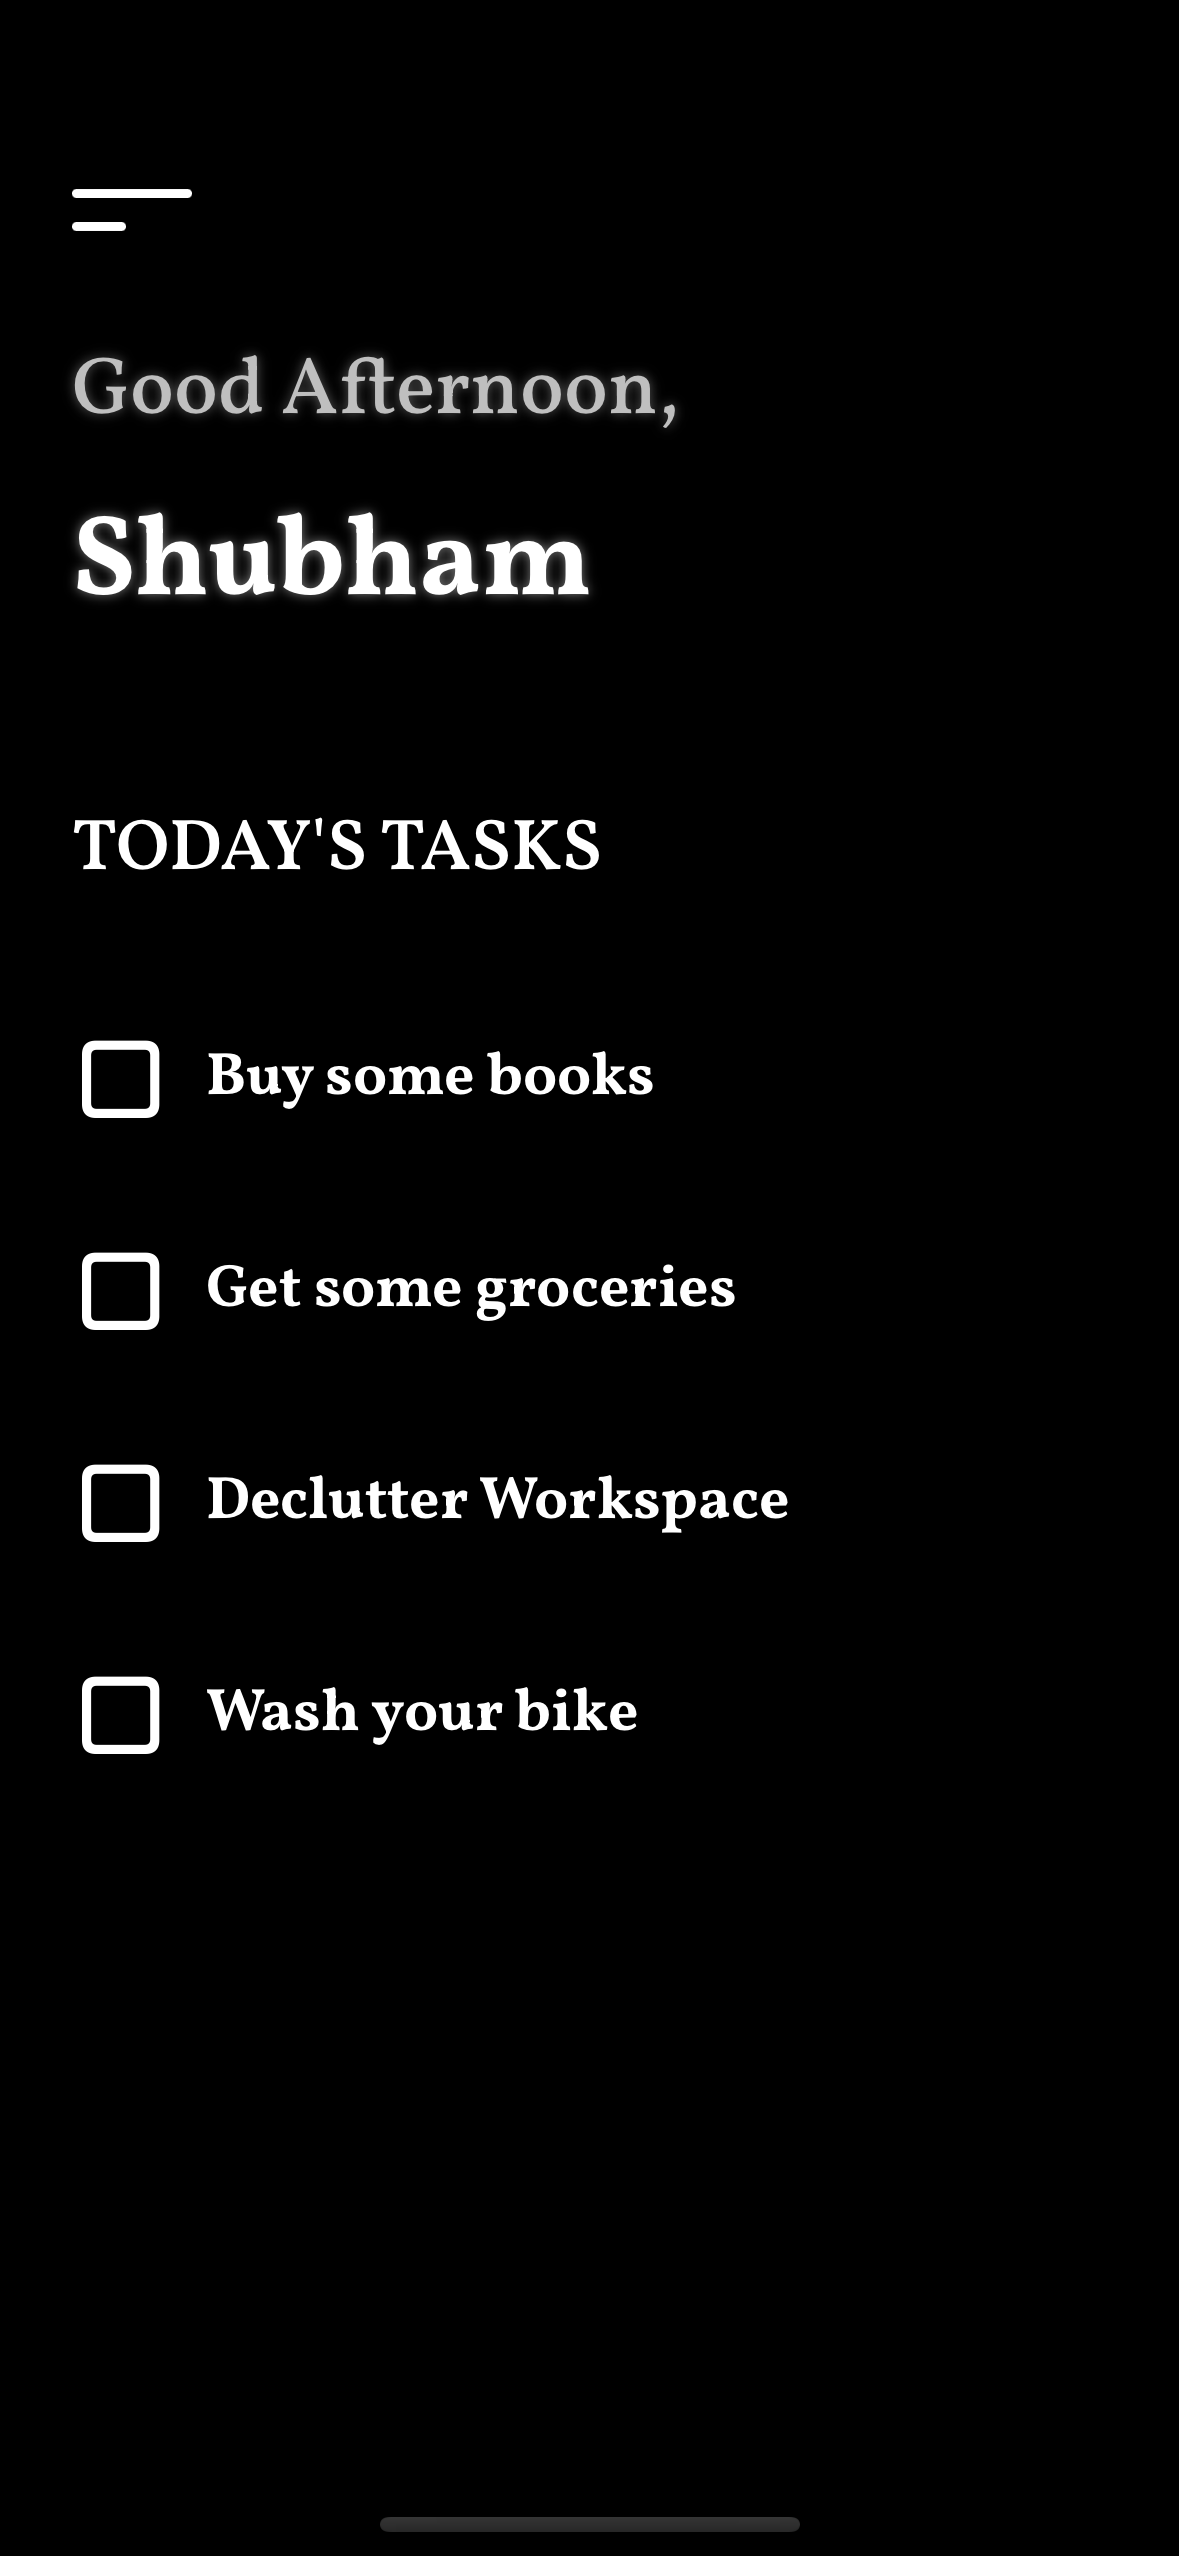 Good Afternoon,
Shubham
TODAY'S TASKS
Buy some books
Get some groceries
Declutter Workspace
Wash your bike